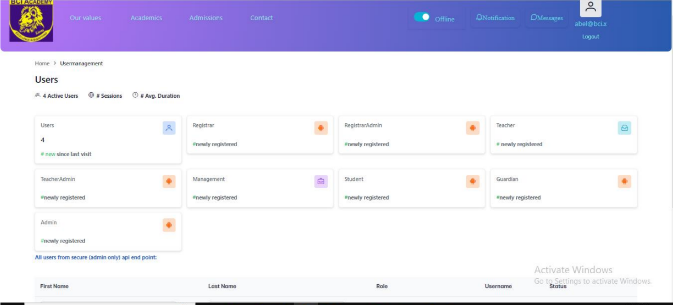 BCI ACADEMY
Our values Academics Admissions Contact Offline Notification Messages
abel@bci.z
Logout
Home > Usermanagement
Users
4 Active Users # Sessions # Avg. Duration
Users Registrar RegistrarAdmin Teacher
4
# new since last visit #newly registered #newly registered # newly registered
TeacherAdmin Management Student Guardian
#newly registered #newly registered #newly registered #newly registered
Admin
#newly registered
All users from secure (admin only) api end point:
Activate Windows
Go to Settings to activate Windows.
First Name Last Name Role Username Status